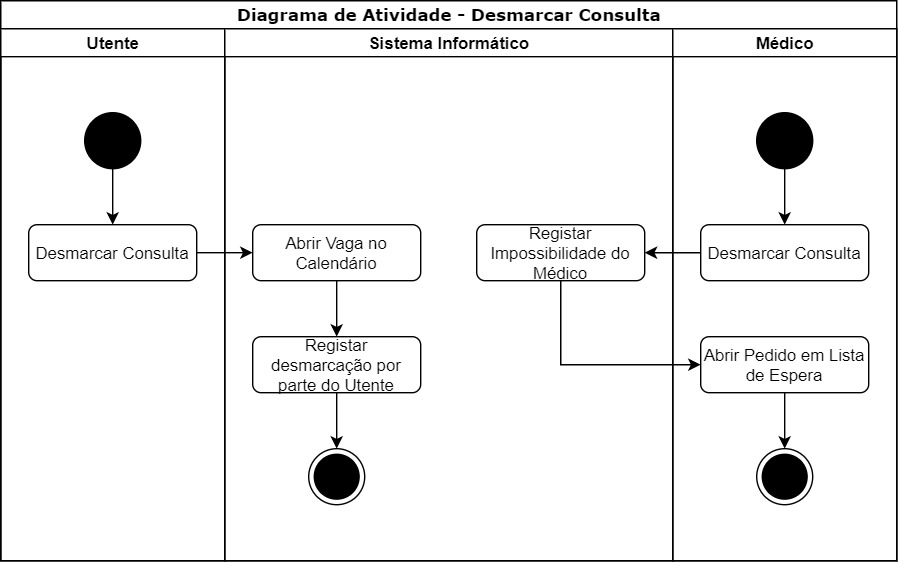 Diagrama de Atividade - Desmarcar Consulta
Utente
Sistema Informático
Médico
Desmarcar Consulta
Abrir Vaga no
Calendário
Registar
Impossibilidade do
Médico
Desmarcar Consulta
Registar
desmarcação por
parte do Utente
Abrir Pedido em Lista
de Espera